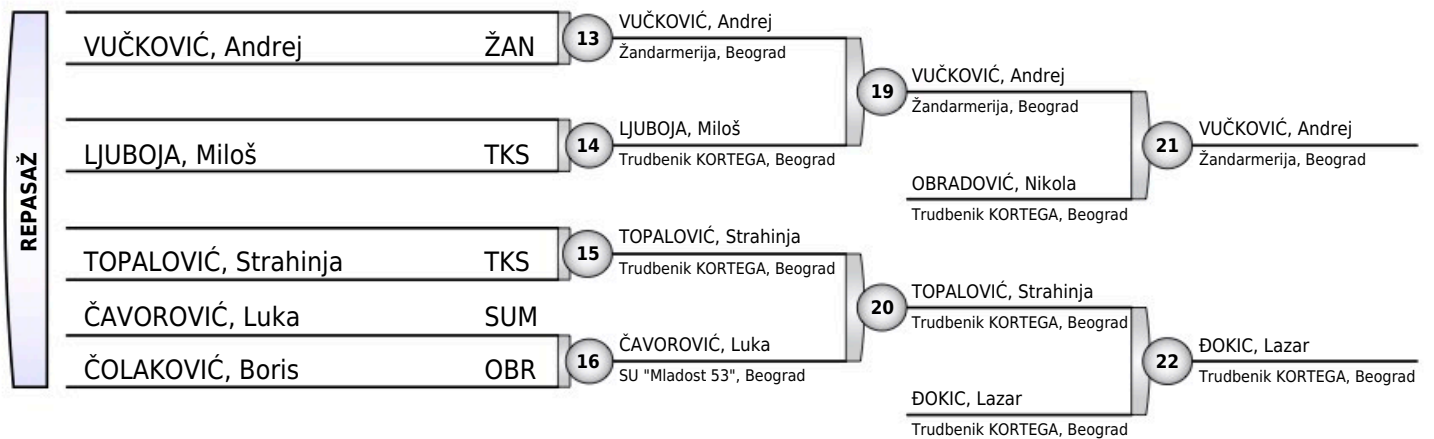 REPASAŽ
VUČKOVIĆ, Andrej ŽAN
LJUBOJA, Miloš TKS
TOPALOVIĆ, Strahinja TKS
ČAVOROVIĆ, Luka SUM
ČOLAKOVIĆ, Boris OBR
13
VUČKOVIĆ, Andrej
Žandarmerija, Beograd
14
LJUBOJA, Miloš
Trudbenik KORTEGA, Beograd
15
TOPALOVIĆ, Strahinja
Trudbenik KORTEGA, Beograd
16
ČAVOROVIĆ, Luka
SU "Mladost 53", Beograd
19
VUČKOVIĆ, Andrej
Žandarmerija, Beograd
OBRADOVIĆ, Nikola
Trudbenik KORTEGA, Beograd
20
TOPALOVIĆ, Strahinja
Trudbenik KORTEGA, Beograd
ĐOKIC, Lazar
Trudbenik KORTEGA, Beograd
21
VUČKOVIĆ, Andrej
Žandarmerija, Beograd
22
ĐOKIC, Lazar
Trudbenik KORTEGA, Beograd